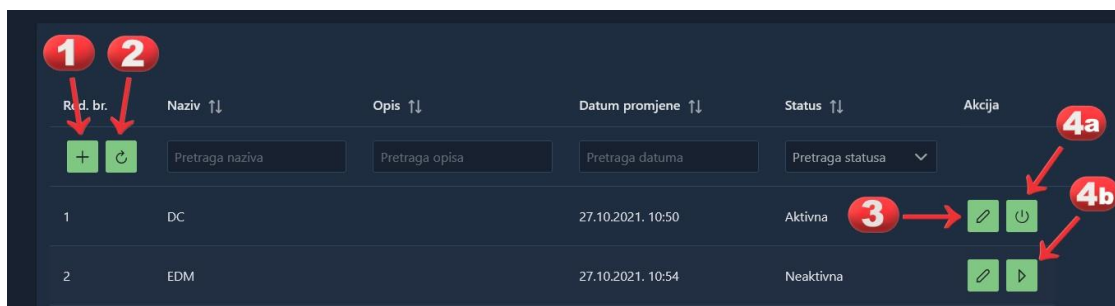 1 2
Red. br. Naziv Opis Datum promjene Status Akcija
4a
Pretraga naziva Pretraga opisa Pretraga datuma Pretraga statusa
4b
1 DC 27.10.2021. 10:50 Aktivna 3
2 EDM 27.10.2021. 10:54 Neaktivna